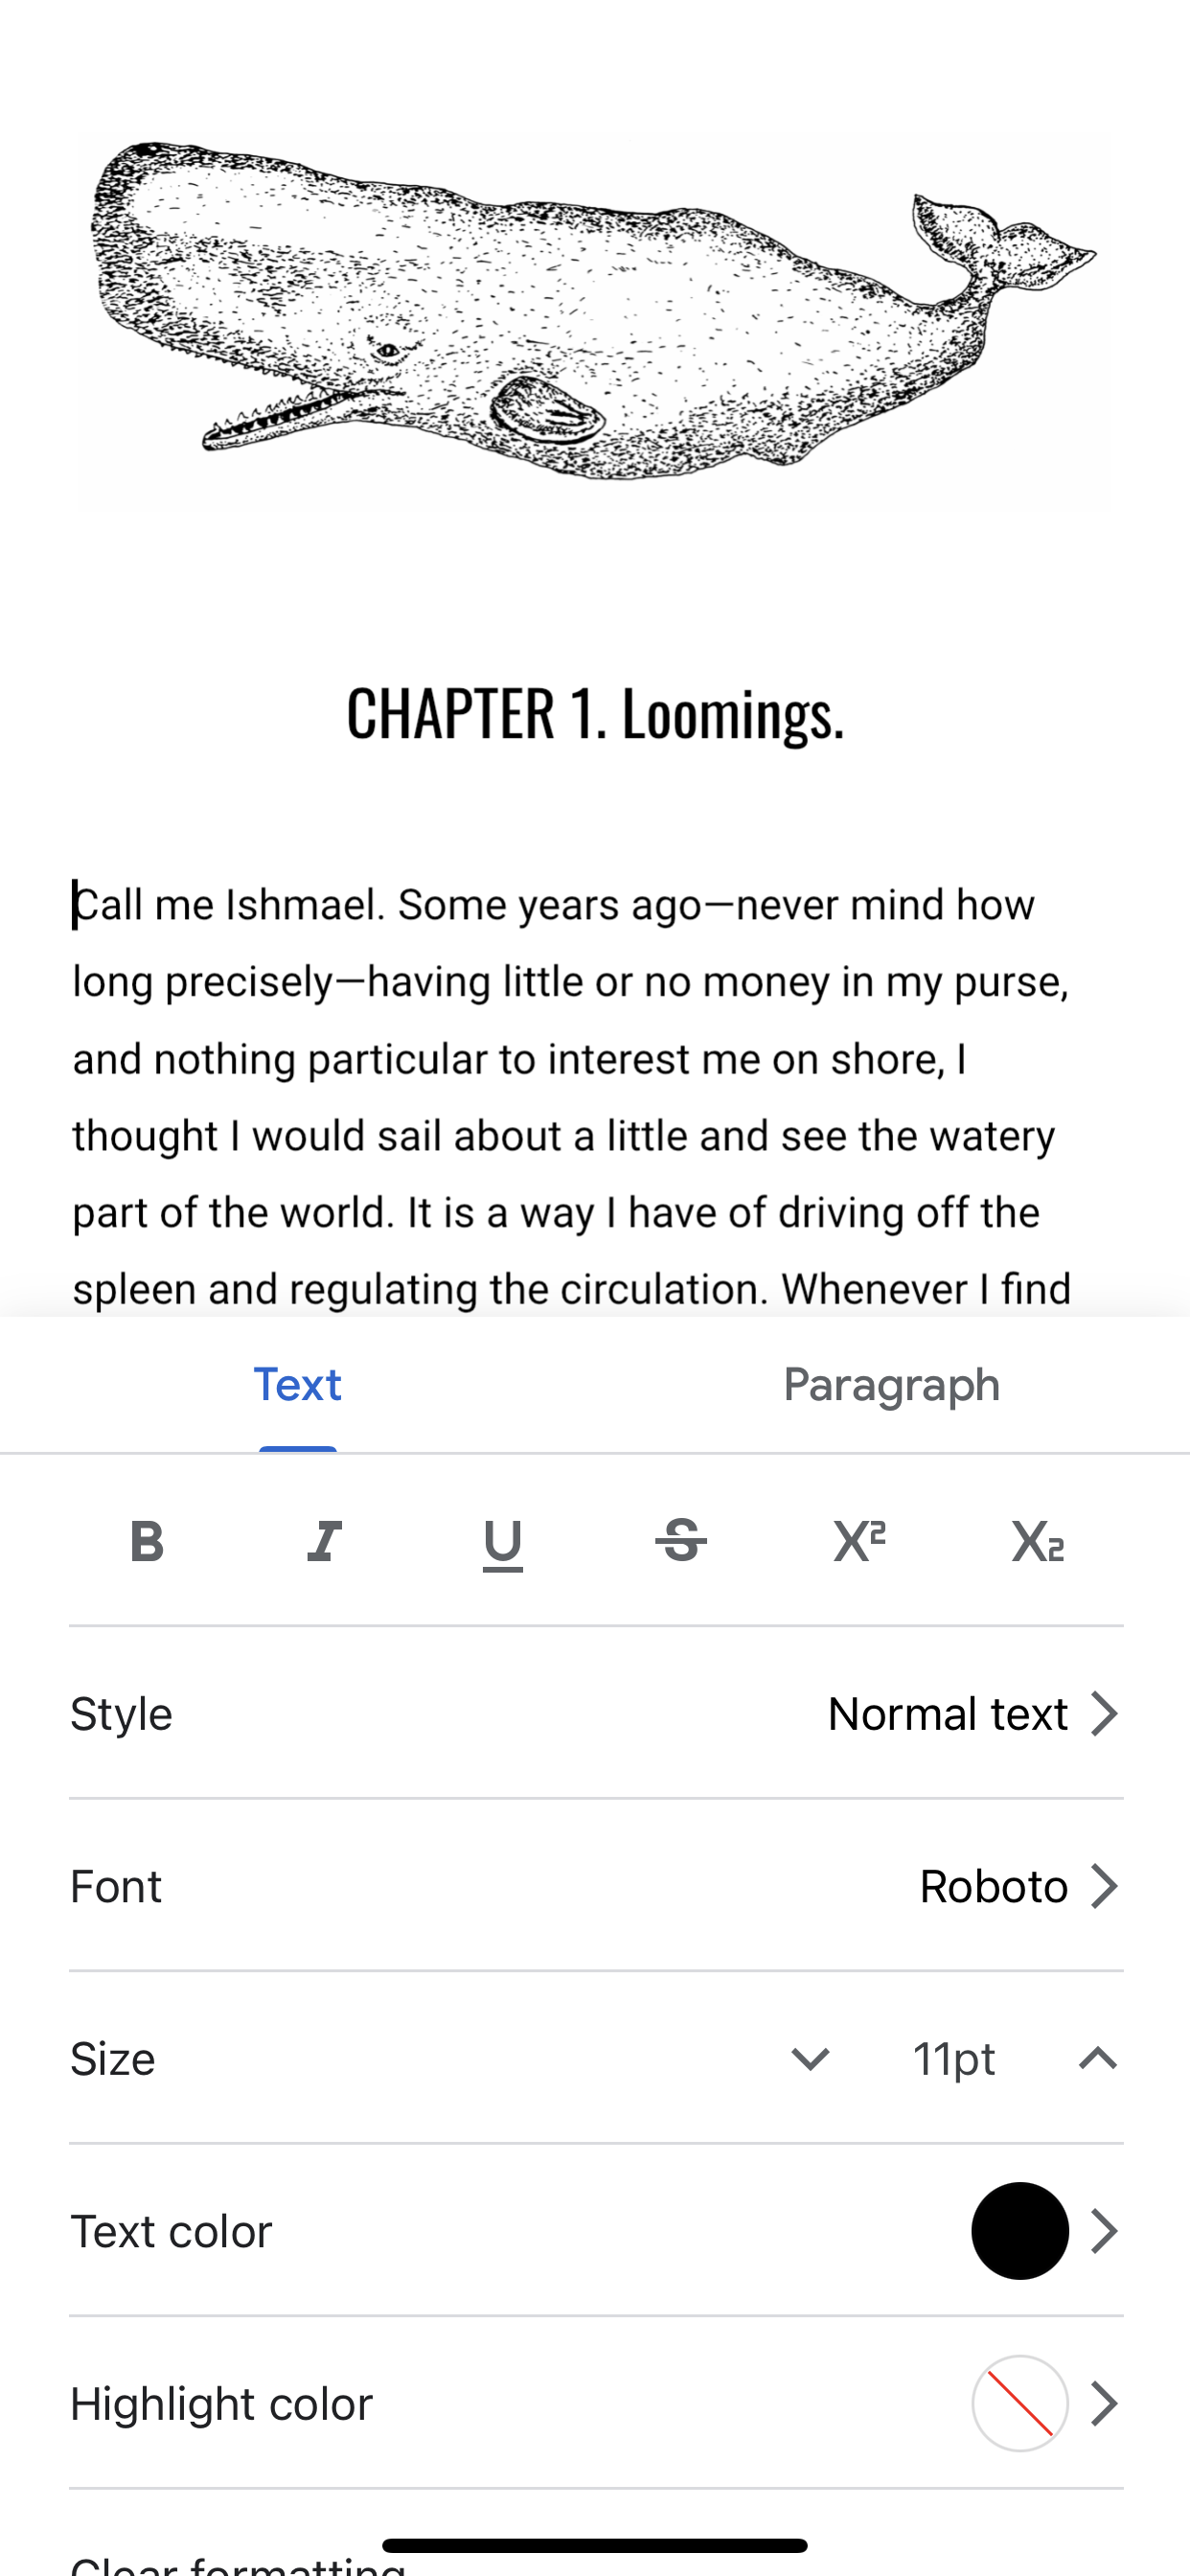 CHAPTER 1. Loomings.
Call me Ishmael. Some years ago—never mind how
long precisely—having little or no money in my purse,
and nothing particular to interest me on shore, I
thought I would sail about a little and see the watery
part of the world. It is a way I have of driving off the
spleen and regulating the circulation. Whenever I find
Text Paragraph
B I U S X² X₂
Style Normal text
Font Roboto
Size 11pt
Text color
Highlight color
Clear formatting